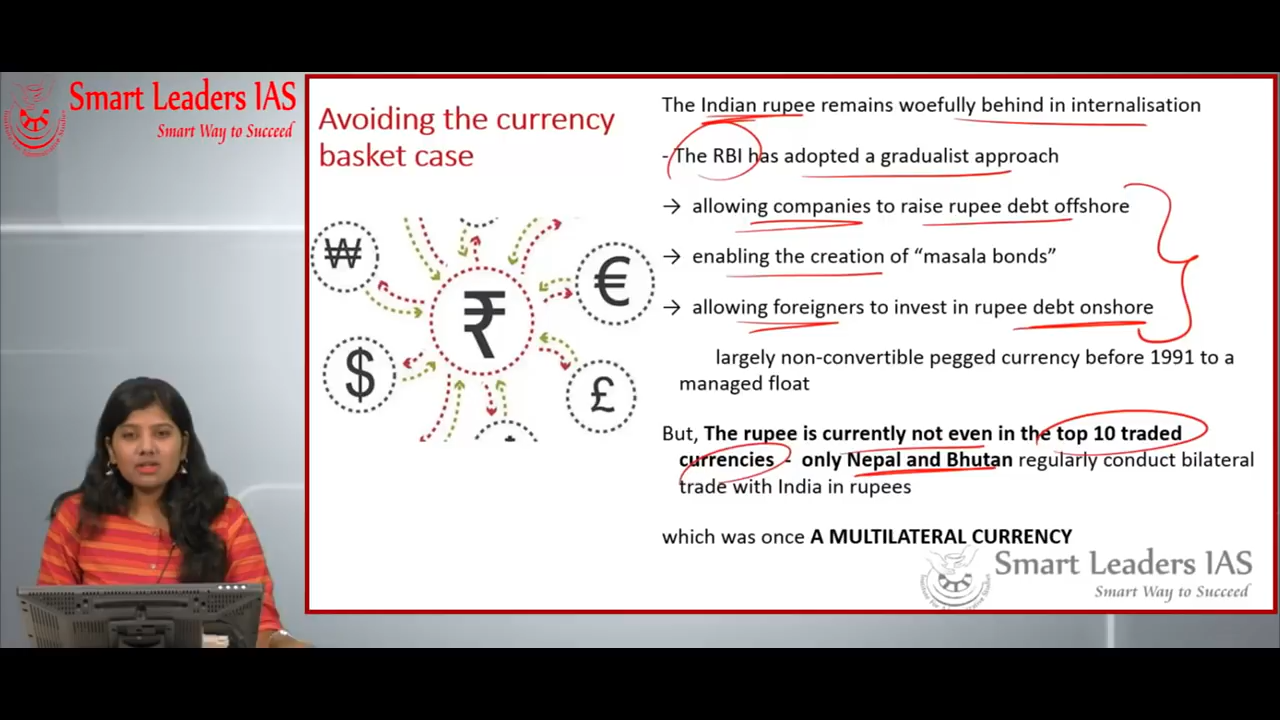 Smart Leaders IAS
Smart Way to Succeed
Avoiding the currency
basket case
₩
€
₹
$
£
The Indian rupee remains woefully behind in internalisation
- The RBI has adopted a gradualist approach
→ allowing companies to raise rupee debt offshore
→ enabling the creation of “masala bonds”
→ allowing foreigners to invest in rupee debt onshore
largely non-convertible pegged currency before 1991 to a
managed float
But, The rupee is currently not even in the top 10 traded
currencies - only Nepal and Bhutan regularly conduct bilateral
trade with India in rupees
which was once A MULTILATERAL CURRENCY
Smart Leaders IAS
Smart Way to Succeed